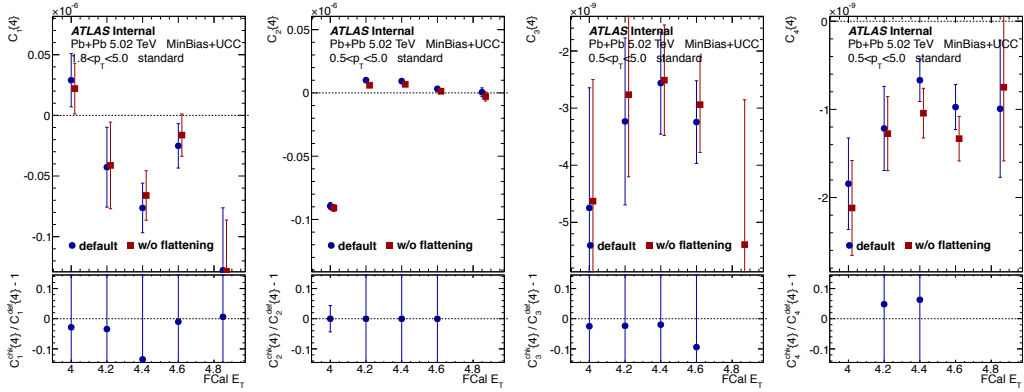 ×10⁻⁶
C₁{4}
ATLAS Internal
Pb+Pb 5.02 TeV MinBias+UCC
1.8<p_T<5.0 standard
0.05
0
−0.05
−0.1
default w/o flattening
C₁^chk{4} / C₁^def{4} - 1
0.1
0
−0.1
4 4.2 4.4 4.6 4.8
FCal E_T
×10⁻⁶
C₂{4}
ATLAS Internal
Pb+Pb 5.02 TeV MinBias+UCC
0.5<p_T<5.0 standard
0.05
0
−0.05
−0.1
default w/o flattening
C₂^chk{4} / C₂^def{4} - 1
0.1
0
−0.1
4 4.2 4.4 4.6 4.8
FCal E_T
×10⁻⁹
C₃{4}
ATLAS Internal
Pb+Pb 5.02 TeV MinBias+UCC
0.5<p_T<5.0 standard
−1
−2
−3
−4
−5
default w/o flattening
C₃^chk{4} / C₃^def{4} - 1
0.1
0
−0.1
4 4.2 4.4 4.6 4.8
FCal E_T
×10⁻⁹
C₄{4}
0
ATLAS Internal
Pb+Pb 5.02 TeV MinBias+UCC
0.5<p_T<5.0 standard
−1
−2
default w/o flattening
C₄^chk{4} / C₄^def{4} - 1
0.1
0
−0.1
4 4.2 4.4 4.6 4.8
FCal E_T